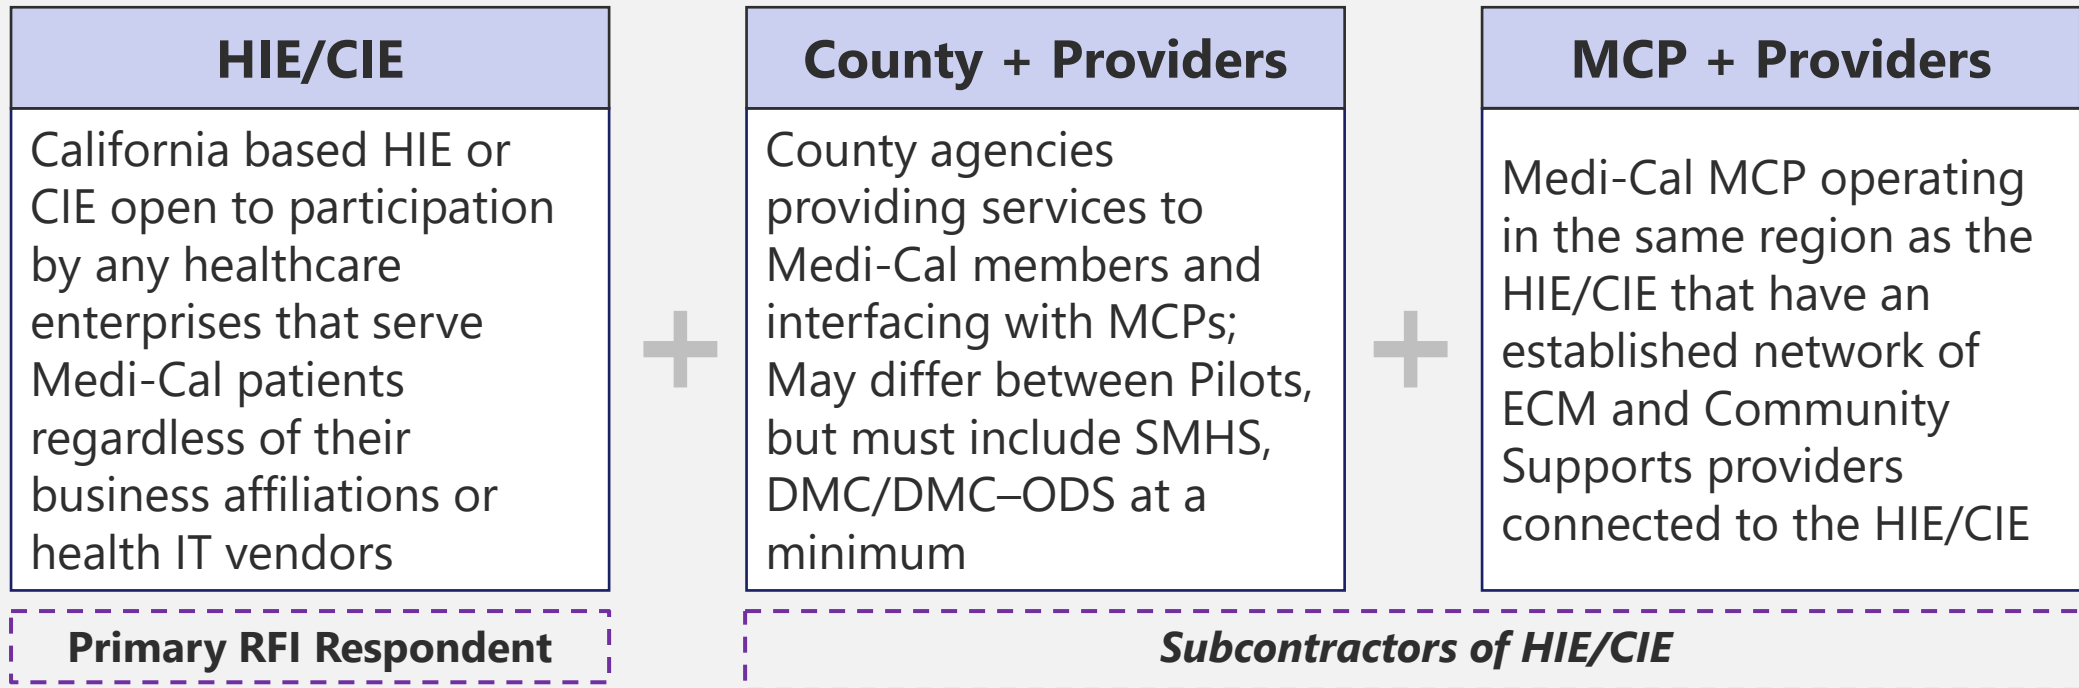 HIE/CIE
California based HIE or
CIE open to participation
by any healthcare
enterprises that serve
Medi-Cal patients
regardless of their
business affiliations or
health IT vendors
Primary RFI Respondent
+
County + Providers
County agencies
providing services to
Medi-Cal members and
interfacing with MCPs;
May differ between Pilots,
but must include SMHS,
DMC/DMC–ODS at a
minimum
+
MCP + Providers
Medi-Cal MCP operating
in the same region as the
HIE/CIE that have an
established network of
ECM and Community
Supports providers
connected to the HIE/CIE
Subcontractors of HIE/CIE